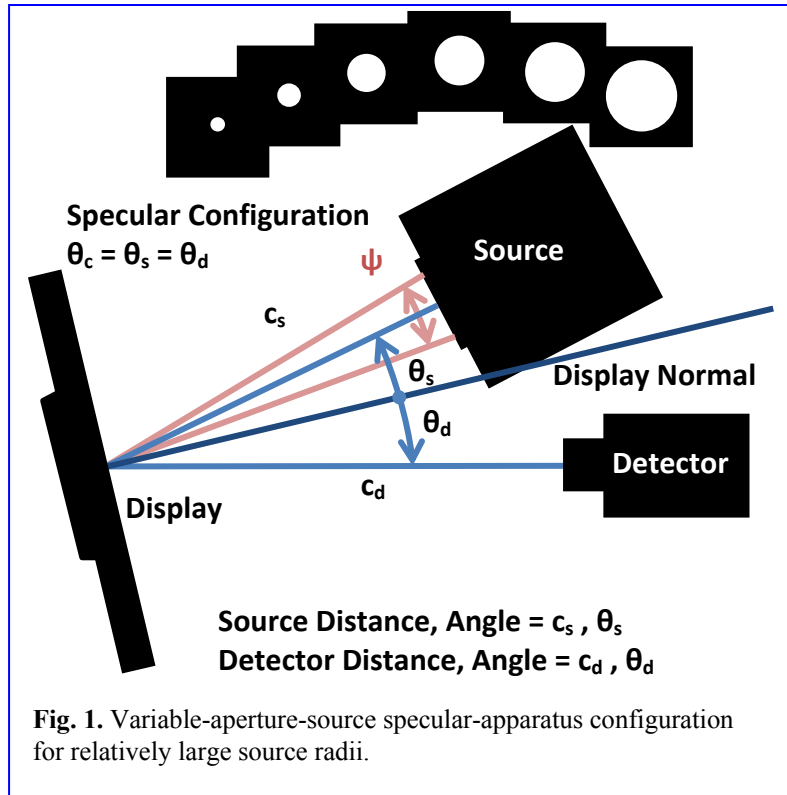 Specular Configuration
θc = θs = θd
ψ
Source
cs
θs
Display Normal
θd
Detector
cd
Display
Source Distance, Angle = cs , θs
Detector Distance, Angle = cd , θd
Fig. 1. Variable-aperture-source specular-apparatus configuration
for relatively large source radii.